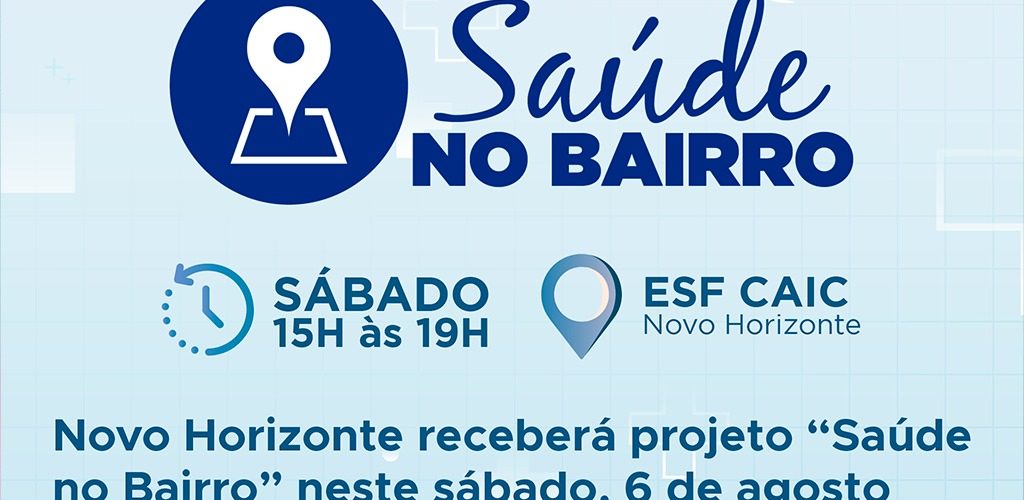 Saúde
NO BAIRRO
SÁBADO
15H às 19H
ESF CAIC
Novo Horizonte
Novo Horizonte receberá projeto “Saúde
no Bairro” neste sábado, 6 de agosto